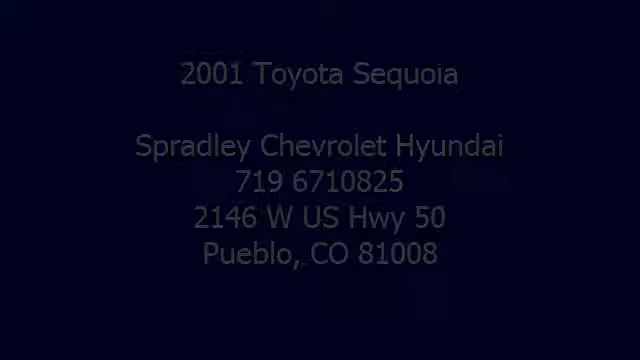 2001 Toyota Sequoia
Spradley Chevrolet Hyundai
719 6710825
2146 W US Hwy 50
Pueblo, CO 81008